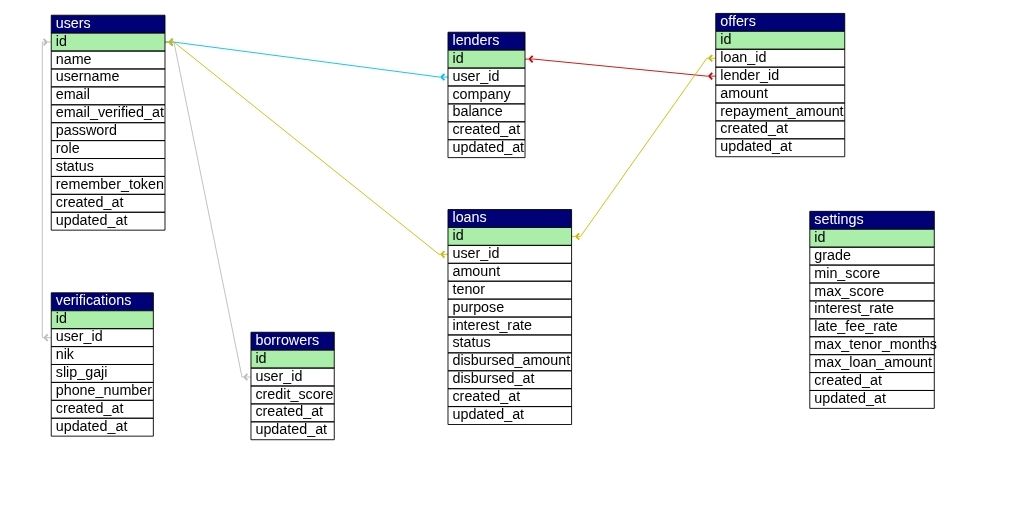 users
id
name
username
email
email_verified_at
password
role
status
remember_token
created_at
updated_at
lenders
id
user_id
company
balance
created_at
updated_at
offers
id
loan_id
lender_id
amount
repayment_amount
created_at
updated_at
verifications
id
user_id
nik
slip_gaji
phone_number
created_at
updated_at
borrowers
id
user_id
credit_score
created_at
updated_at
loans
id
user_id
amount
tenor
purpose
interest_rate
status
disbursed_amount
disbursed_at
created_at
updated_at
settings
id
grade
min_score
max_score
interest_rate
late_fee_rate
max_tenor_months
max_loan_amount
created_at
updated_at